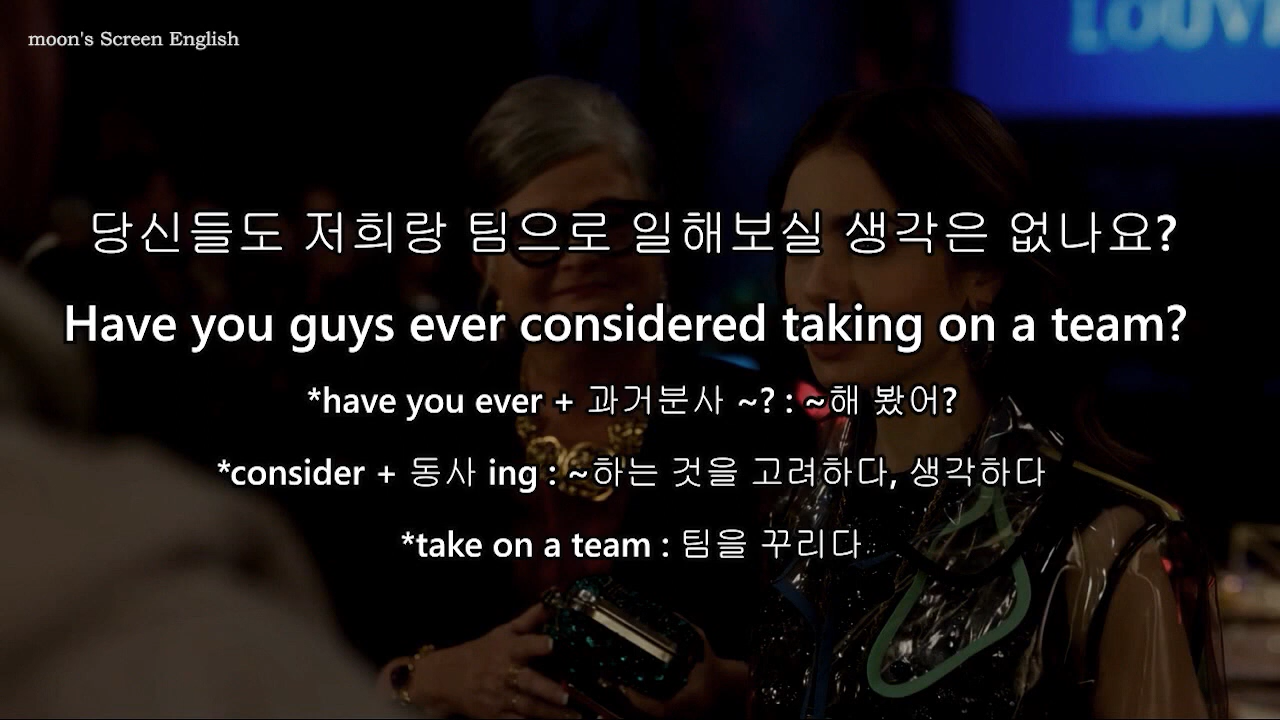 moon's Screen English
LOUV
당신들도 저희랑 팀으로 일해보실 생각은 없나요?
Have you guys ever considered taking on a team?
*have you ever + 과거분사 ~? : ~해 봤어?
*consider + 동사 ing : ~하는 것을 고려하다, 생각하다
*take on a team : 팀을 꾸리다